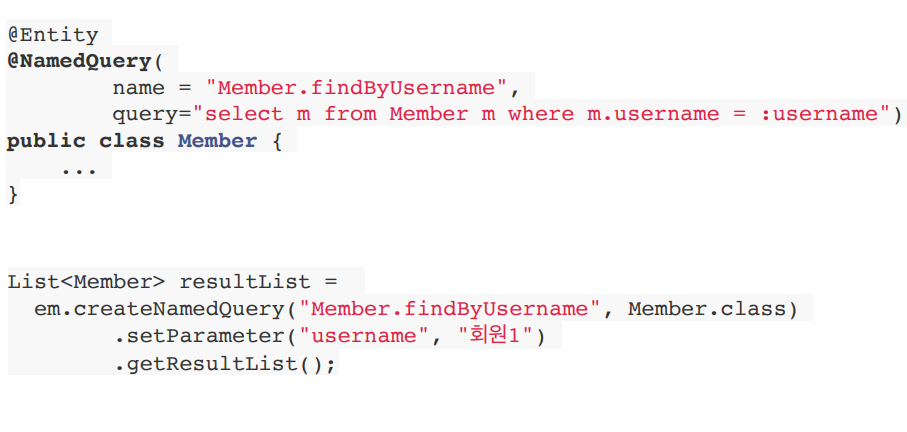 @Entity
@NamedQuery(
        name = "Member.findByUsername",
        query="select m from Member m where m.username = :username")
public class Member {
    ...
}
List<Member> resultList =
  em.createNamedQuery("Member.findByUsername", Member.class)
        .setParameter("username", "회원1")
        .getResultList();